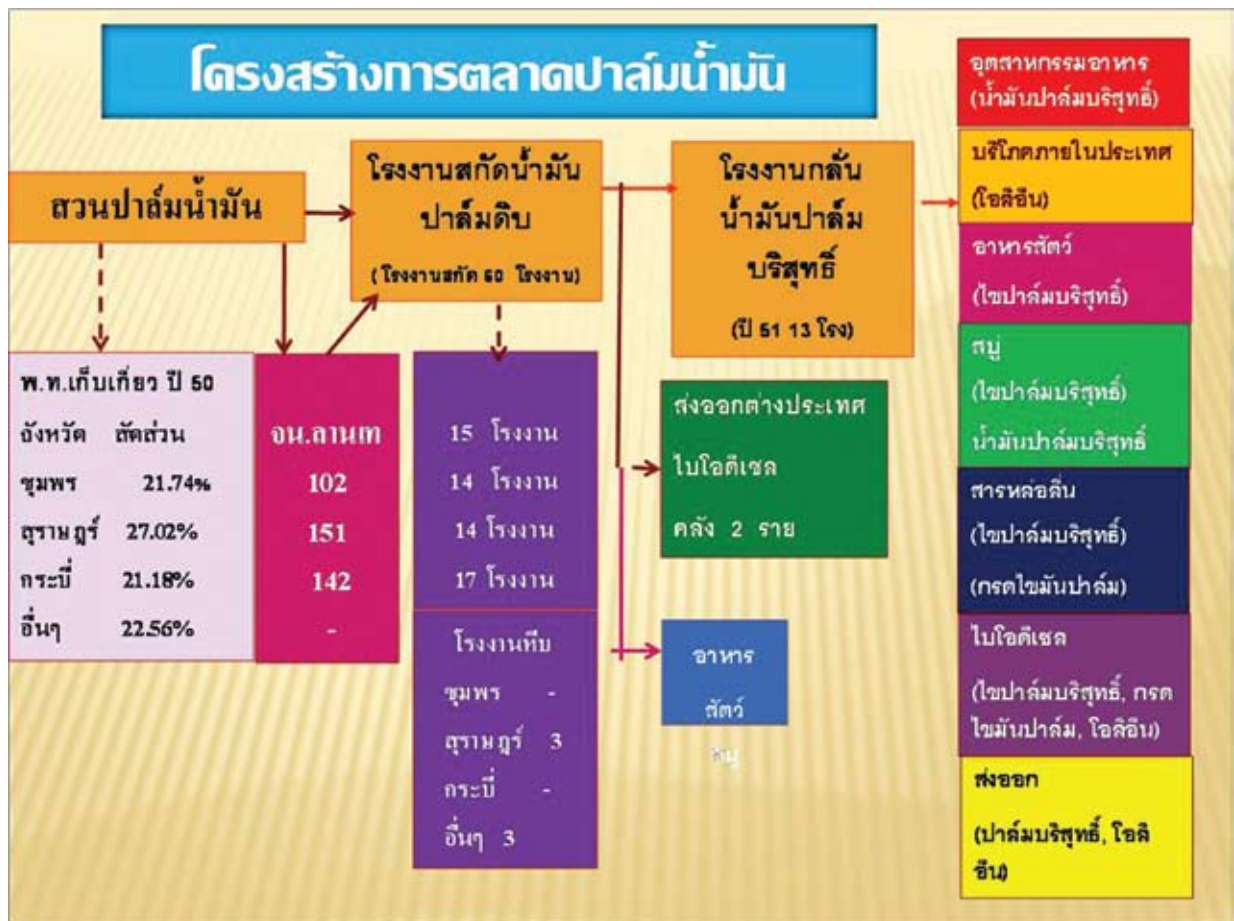 โครงสร้างการตลาดปาล์มน้ำมัน
สวนปาล์มน้ำมัน
โรงงานสกัดน้ำมัน
ปาล์มดิบ
(โรงงานสกัด 60 โรงงาน)
โรงงานกลั่น
น้ำมันปาล์ม
บริสุทธิ์
(ปี 51 13 โรง)
พ.ท.เก็บเกี่ยว ปี 50
จังหวัด สัดส่วน
ชุมพร 21.74%
สุราษฎร์ 27.02%
กระบี่ 21.18%
อื่นๆ 22.56%
จน.ลานเท
102
151
142
-
15 โรงงาน
14 โรงงาน
14 โรงงาน
17 โรงงาน
โรงงานหีบ
ชุมพร -
สุราษฎร์ 3
กระบี่ -
อื่นๆ 3
ส่งออกต่างประเทศ
ไบโอดีเซล
คลัง 2 ราย
อาหาร
สัตว์
สบู่
อุตสาหกรรมอาหาร
(น้ำมันปาล์มบริสุทธิ์)
บริโภคภายในประเทศ
(โอลิอีน)
อาหารสัตว์
(ไขปาล์มบริสุทธิ์)
สบู่
(ไขปาล์มบริสุทธิ์)
น้ำมันปาล์มบริสุทธิ์
สารหล่อลื่น
(ไขปาล์มบริสุทธิ์)
(กรดไขมันปาล์ม)
ไบโอดีเซล
(ไขปาล์มบริสุทธิ์, กรด
ไขมันปาล์ม, โอลิอีน)
ส่งออก
(ปาล์มบริสุทธิ์, โอลิ
อีน)